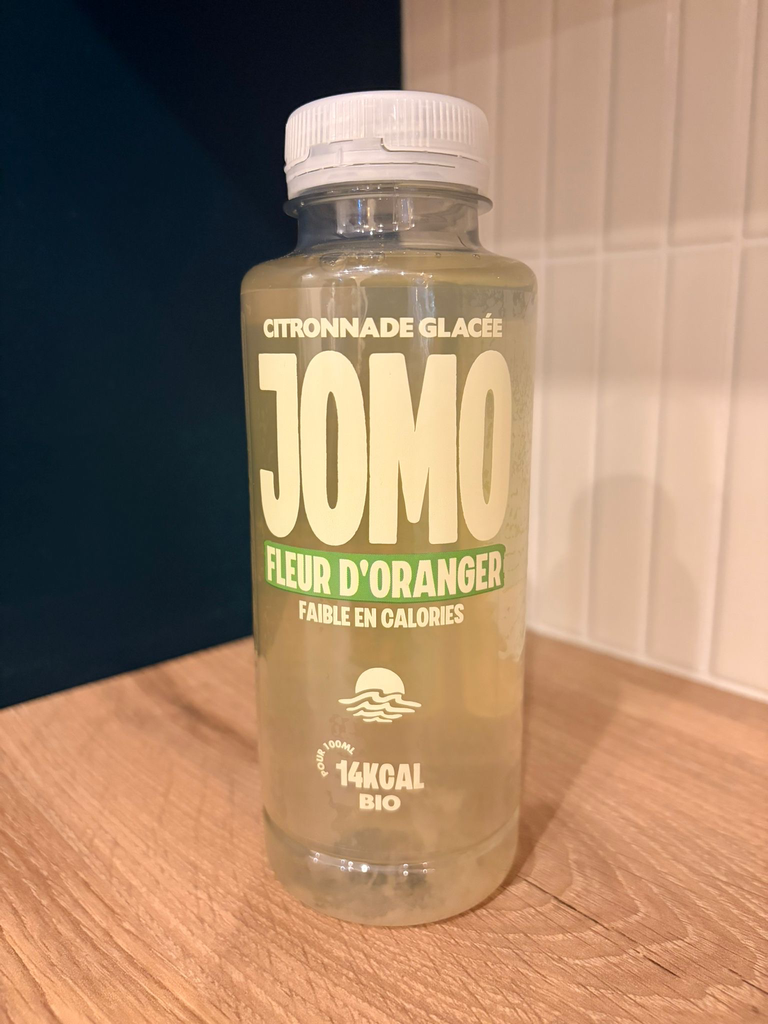 CITRONNADE GLACÉE
JOMO
FLEUR D'ORANGER
FAIBLE EN CALORIES
POUR 100ML
14KCAL
BIO